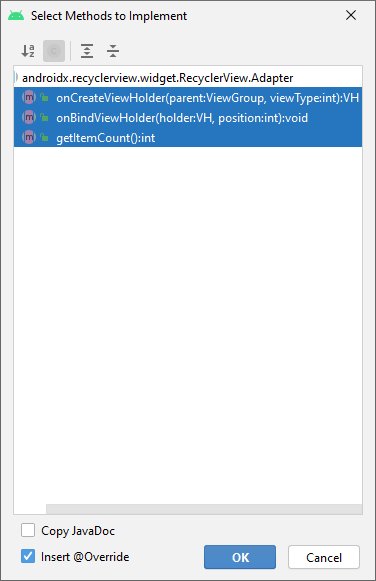 Select Methods to Implement
androidx.recyclerview.widget.RecyclerView.Adapter
m onCreateViewHolder(parent:ViewGroup, viewType:int):VH
m onBindViewHolder(holder:VH, position:int):void
m getItemCount():int
Copy JavaDoc
Insert @Override
OK
Cancel